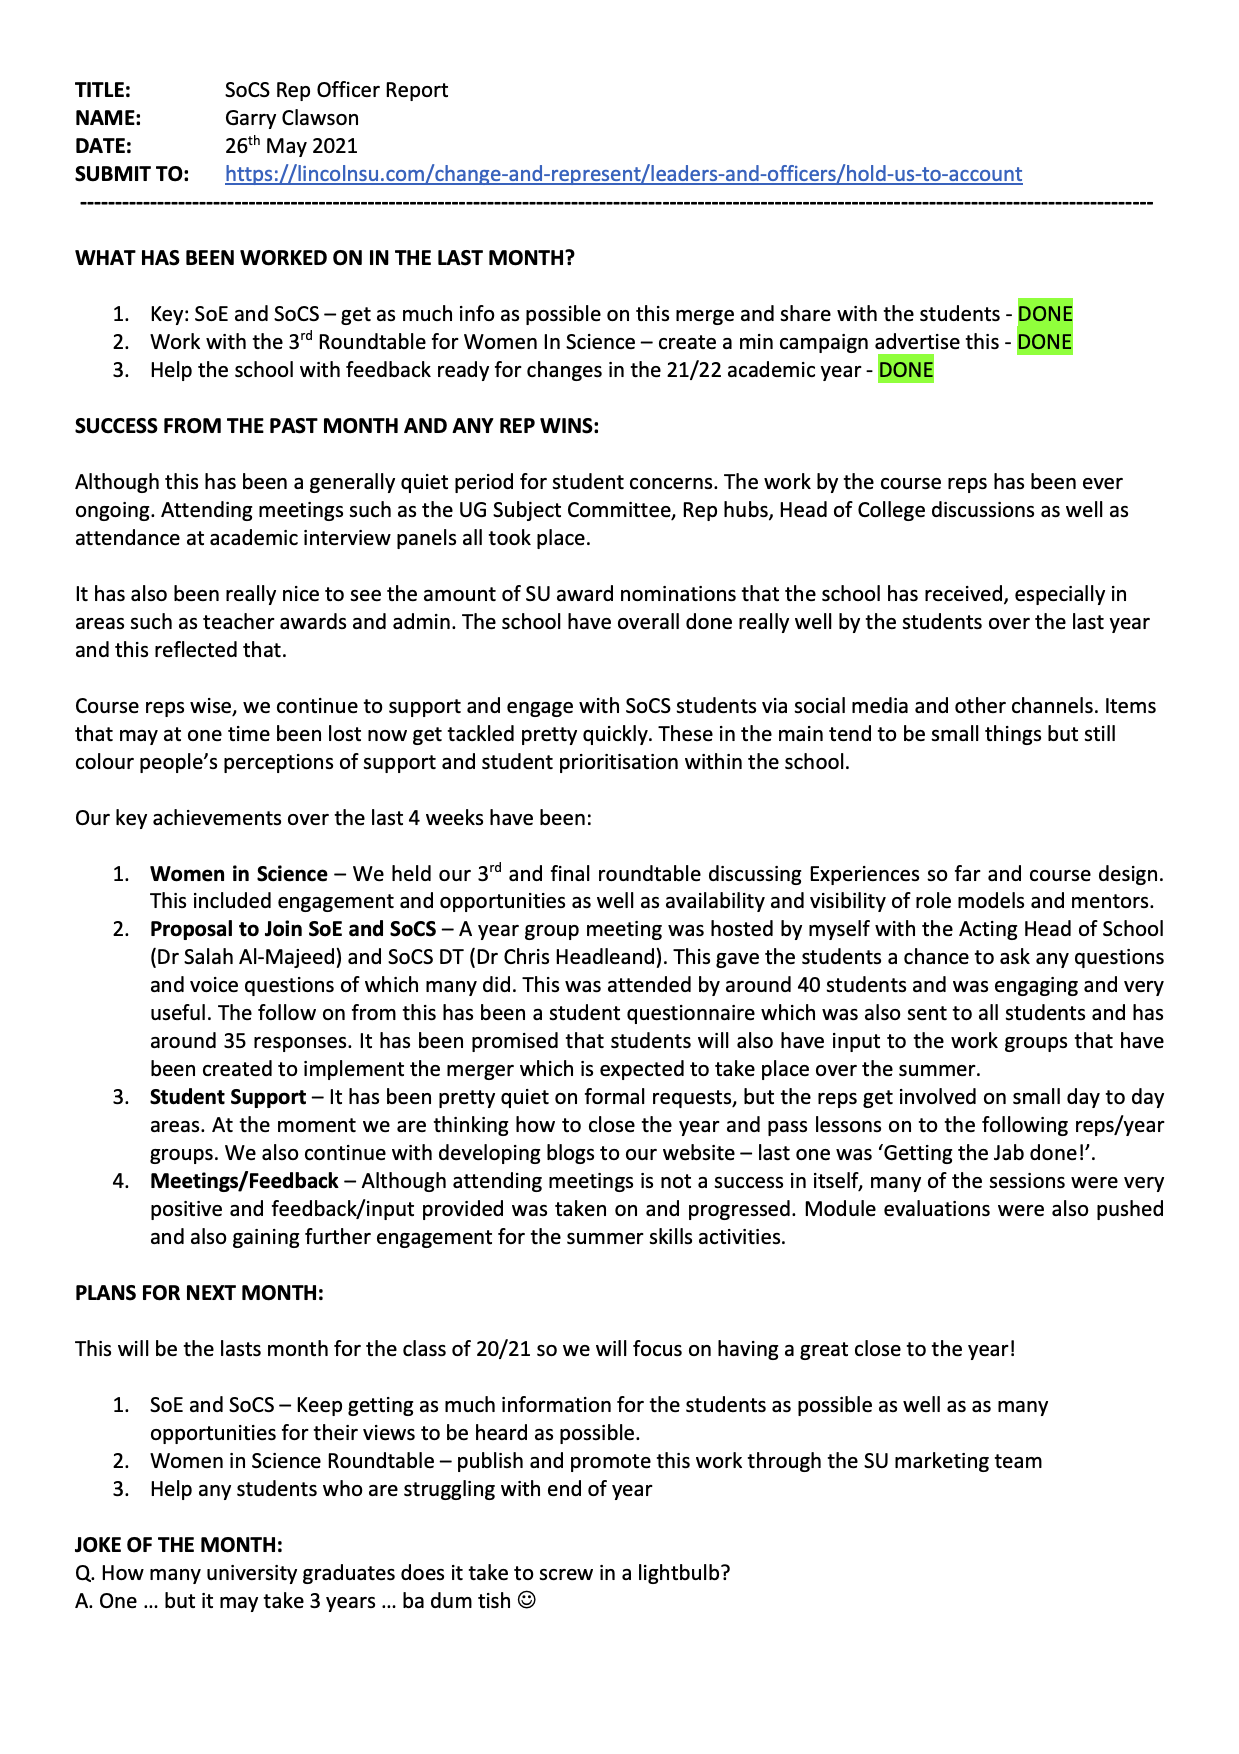 TITLE: SoCS Rep Officer Report
NAME: Garry Clawson
DATE: 26th May 2021
SUBMIT TO: https://lincolnsu.com/change-and-represent/leaders-and-officers/hold-us-to-account
---------------------------------------------------------------------------------------------------------------------------------------------------------
WHAT HAS BEEN WORKED ON IN THE LAST MONTH?
1. Key: SoE and SoCS – get as much info as possible on this merge and share with the students - DONE
2. Work with the 3rd Roundtable for Women In Science – create a min campaign advertise this - DONE
3. Help the school with feedback ready for changes in the 21/22 academic year - DONE
SUCCESS FROM THE PAST MONTH AND ANY REP WINS:
Although this has been a generally quiet period for student concerns. The work by the course reps has been ever
ongoing. Attending meetings such as the UG Subject Committee, Rep hubs, Head of College discussions as well as
attendance at academic interview panels all took place.
It has also been really nice to see the amount of SU award nominations that the school has received, especially in
areas such as teacher awards and admin. The school have overall done really well by the students over the last year
and this reflected that.
Course reps wise, we continue to support and engage with SoCS students via social media and other channels. Items
that may at one time been lost now get tackled pretty quickly. These in the main tend to be small things but still
colour people’s perceptions of support and student prioritisation within the school.
Our key achievements over the last 4 weeks have been:
1. Women in Science – We held our 3rd and final roundtable discussing Experiences so far and course design.
This included engagement and opportunities as well as availability and visibility of role models and mentors.
2. Proposal to Join SoE and SoCS – A year group meeting was hosted by myself with the Acting Head of School
(Dr Salah Al-Majeed) and SoCS DT (Dr Chris Headleand). This gave the students a chance to ask any questions
and voice questions of which many did. This was attended by around 40 students and was engaging and very
useful. The follow on from this has been a student questionnaire which was also sent to all students and has
around 35 responses. It has been promised that students will also have input to the work groups that have
been created to implement the merger which is expected to take place over the summer.
3. Student Support – It has been pretty quiet on formal requests, but the reps get involved on small day to day
areas. At the moment we are thinking how to close the year and pass lessons on to the following reps/year
groups. We also continue with developing blogs to our website – last one was ‘Getting the Jab done!’.
4. Meetings/Feedback – Although attending meetings is not a success in itself, many of the sessions were very
positive and feedback/input provided was taken on and progressed. Module evaluations were also pushed
and also gaining further engagement for the summer skills activities.
PLANS FOR NEXT MONTH:
This will be the lasts month for the class of 20/21 so we will focus on having a great close to the year!
1. SoE and SoCS – Keep getting as much information for the students as possible as well as as many
opportunities for their views to be heard as possible.
2. Women in Science Roundtable – publish and promote this work through the SU marketing team
3. Help any students who are struggling with end of year
JOKE OF THE MONTH:
Q. How many university graduates does it take to screw in a lightbulb?
A. One … but it may take 3 years … ba dum tish ☺